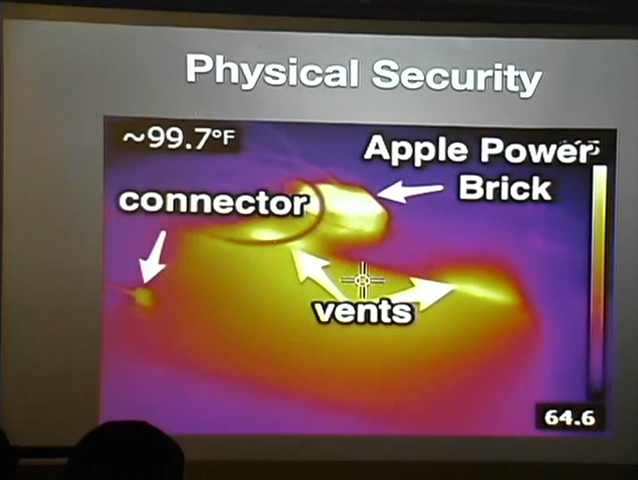 Physical Security
~99.7°F
Apple Power
Brick
connector
vents
64.6